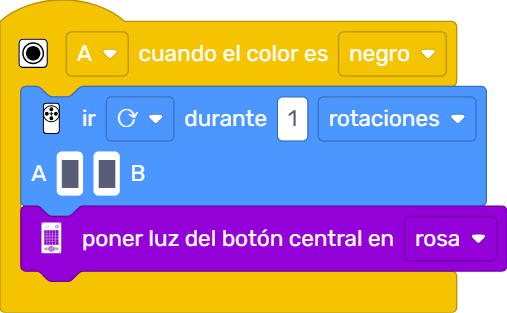 A cuando el color es negro
ir durante 1 rotaciones
A B
poner luz del botón central en rosa